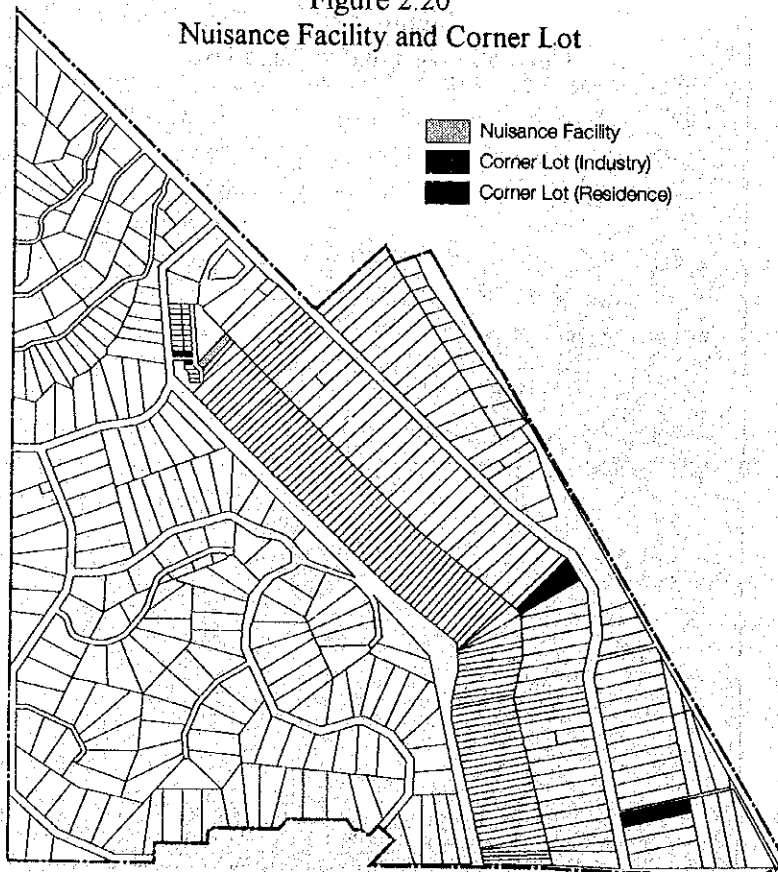 Figure 2.20
Nuisance Facility and Corner Lot
Nuisance Facility
Corner Lot (Industry)
Corner Lot (Residence)